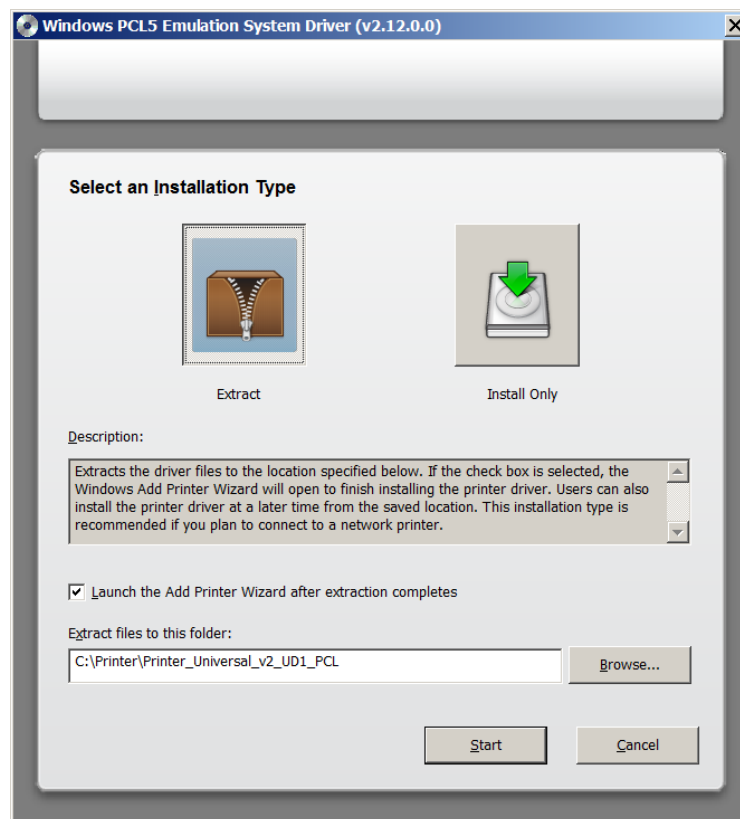 Windows PCL5 Emulation System Driver (v2.12.0.0)
Select an Installation Type
Extract
Install Only
Description:
Extracts the driver files to the location specified below. If the check box is selected, the
Windows Add Printer Wizard will open to finish installing the printer driver. Users can also
install the printer driver at a later time from the saved location. This installation type is
recommended if you plan to connect to a network printer.
Launch the Add Printer Wizard after extraction completes
Extract files to this folder:
C:\Printer\Printer_Universal_v2_UD1_PCL
Browse...
Start
Cancel